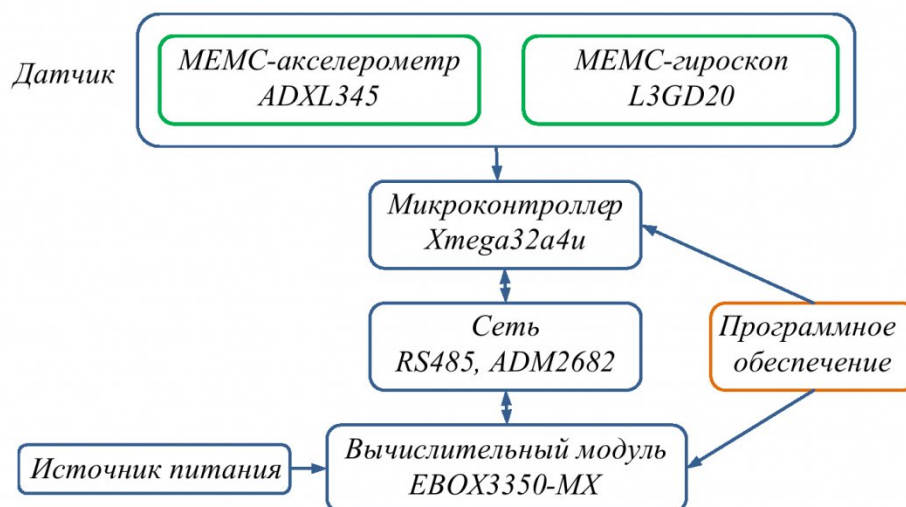 Датчик
МЕМС-акселерометр
ADXL345
МЕМС-гироскоп
L3GD20
Микроконтроллер
Xmega32a4u
Сеть
RS485, ADM2682
Программное
обеспечение
Источник питания
Вычислительный модуль
EBOX3350-MX